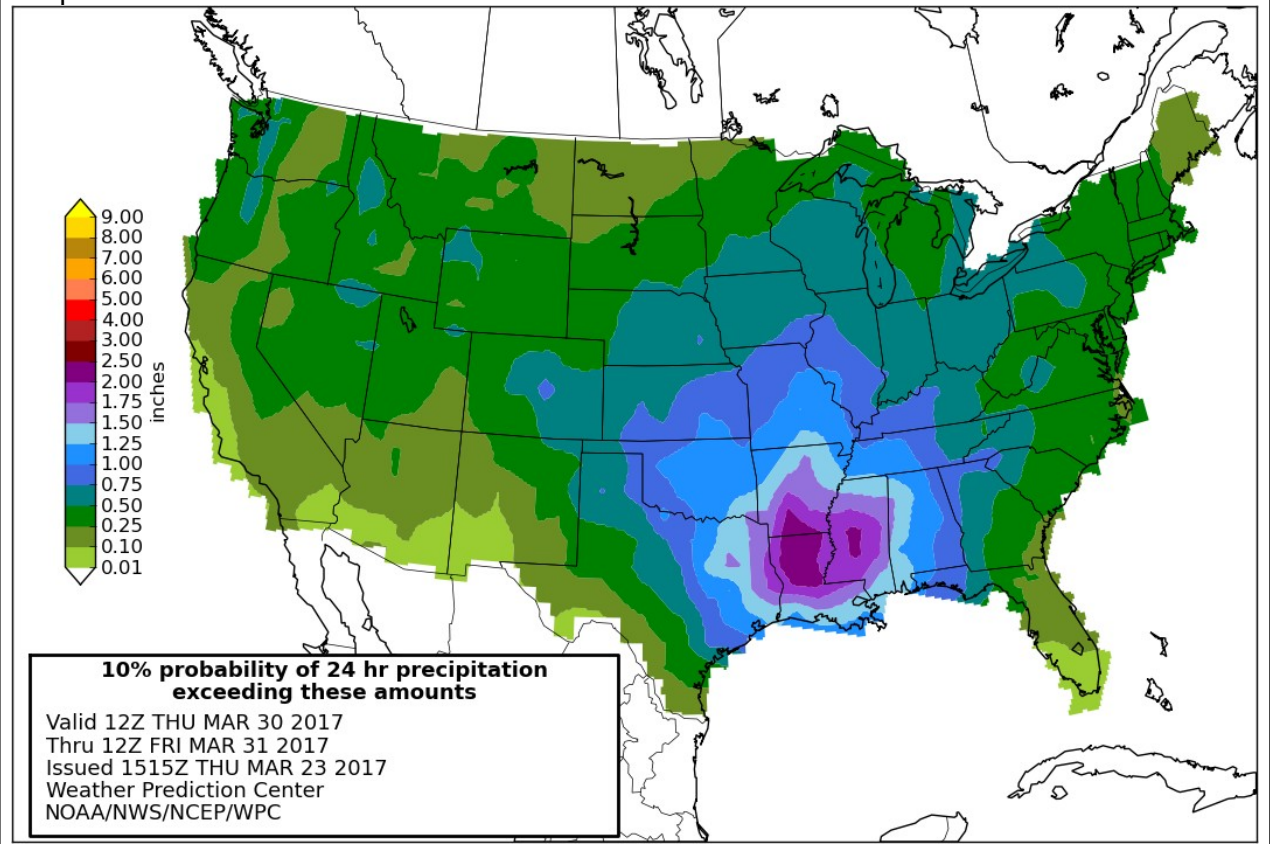 9.00
8.00
7.00
6.00
5.00
4.00
3.00
2.50
2.00
1.75
1.50
1.25
1.00
0.75
0.50
0.25
0.10
0.01
inches
10% probability of 24 hr precipitation
exceeding these amounts
Valid 12Z THU MAR 30 2017
Thru 12Z FRI MAR 31 2017
Issued 1515Z THU MAR 23 2017
Weather Prediction Center
NOAA/NWS/NCEP/WPC